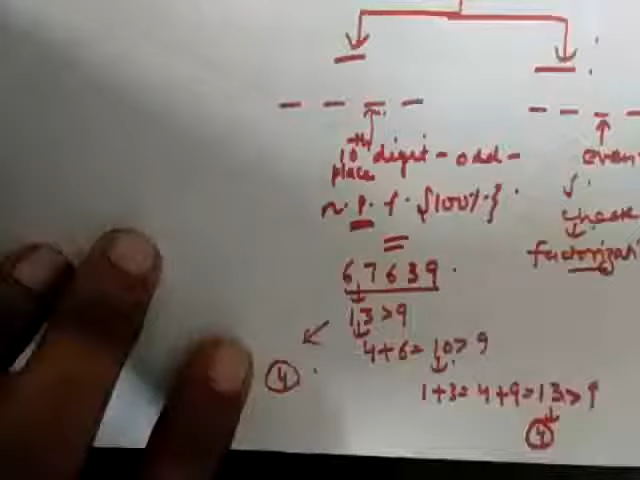 10th digit - odd -
place
n. p. f. {100%}.
67639.
13 > 9
4+6=10 > 9
1+3=4+9=13 > 9
4
4
even
check
factorizati